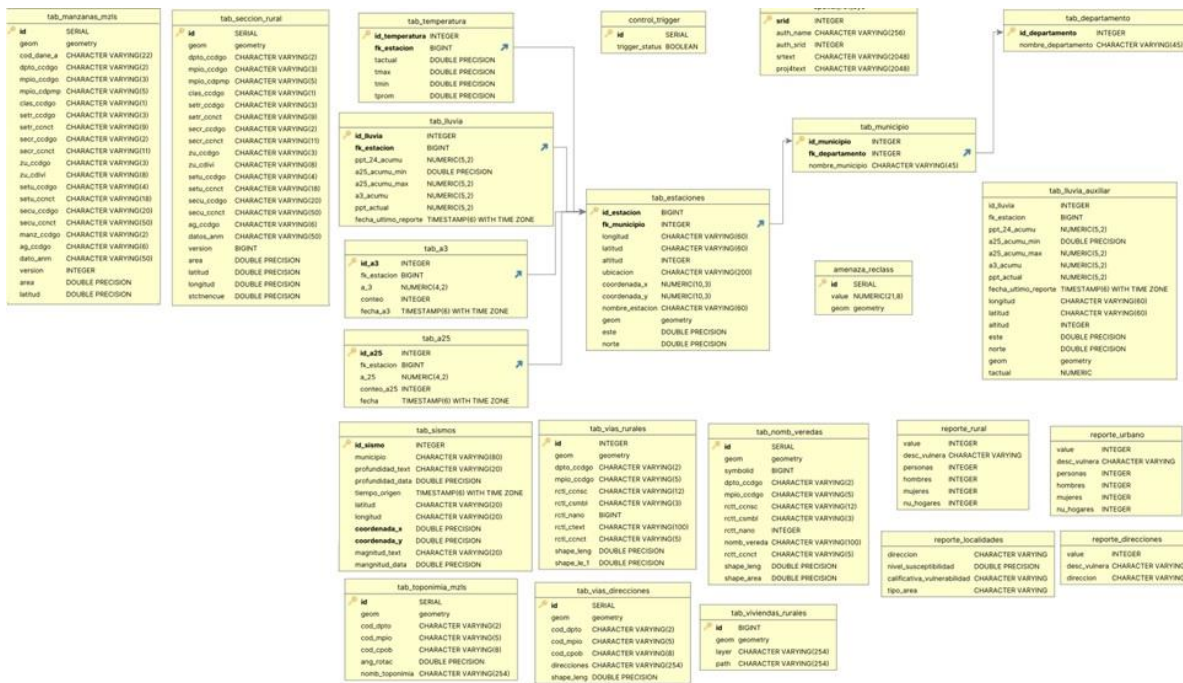 tab_manzanas_mzls
id SERIAL
geom geometry
cod_dane_a CHARACTER VARYING(22)
dpto_ccdgo CHARACTER VARYING(2)
mpio_ccdgo CHARACTER VARYING(3)
mpio_cdpmp CHARACTER VARYING(5)
clas_ccdgo CHARACTER VARYING(1)
setr_ccdgo CHARACTER VARYING(3)
setr_ccnct CHARACTER VARYING(9)
secr_ccdgo CHARACTER VARYING(2)
secr_ccnct CHARACTER VARYING(11)
zu_ccdgo CHARACTER VARYING(3)
zu_cdivi CHARACTER VARYING(8)
setu_ccdgo CHARACTER VARYING(4)
setu_ccnct CHARACTER VARYING(18)
secu_ccdgo CHARACTER VARYING(20)
secu_ccnct CHARACTER VARYING(50)
manz_ccdgo CHARACTER VARYING(2)
ag_ccdgo CHARACTER VARYING(6)
dato_anm CHARACTER VARYING(50)
version INTEGER
area DOUBLE PRECISION
latitud DOUBLE PRECISION
tab_seccion_rural
id SERIAL
geom geometry
dpto_ccdgo CHARACTER VARYING(2)
mpio_ccdgo CHARACTER VARYING(3)
mpio_cdpmp CHARACTER VARYING(5)
clas_ccdgo CHARACTER VARYING(1)
setr_ccdgo CHARACTER VARYING(3)
setr_ccnct CHARACTER VARYING(9)
secr_ccdgo CHARACTER VARYING(2)
secr_ccnct CHARACTER VARYING(11)
zu_ccdgo CHARACTER VARYING(3)
zu_cdivi CHARACTER VARYING(8)
setu_ccdgo CHARACTER VARYING(4)
setu_ccnct CHARACTER VARYING(18)
secu_ccdgo CHARACTER VARYING(20)
secu_ccnct CHARACTER VARYING(50)
ag_ccdgo CHARACTER VARYING(6)
datos_anm CHARACTER VARYING(50)
version BIGINT
area DOUBLE PRECISION
latitud DOUBLE PRECISION
longitud DOUBLE PRECISION
stctnencue DOUBLE PRECISION
tab_temperatura
id_temperatura INTEGER
fk_estacion BIGINT
tactual DOUBLE PRECISION
tmax DOUBLE PRECISION
tmin DOUBLE PRECISION
tprom DOUBLE PRECISION
tab_lluvia
id_lluvia INTEGER
fk_estacion BIGINT
ppt_24_acumu NUMERIC(5,2)
a25_acumu_min DOUBLE PRECISION
a25_acumu_max NUMERIC(5,2)
a3_acumu NUMERIC(5,2)
ppt_actual NUMERIC(5,2)
fecha_ultimo_reporte TIMESTAMP(6) WITH TIME ZONE
tab_a3
id_a3 INTEGER
fk_estacion BIGINT
a_3 NUMERIC(4,2)
conteo INTEGER
fecha_a3 TIMESTAMP(6) WITH TIME ZONE
tab_a25
id_a25 INTEGER
fk_estacion BIGINT
a_25 NUMERIC(4,2)
conteo_a25 INTEGER
fecha TIMESTAMP(6) WITH TIME ZONE
control_trigger
id SERIAL
trigger_status BOOLEAN
srid INTEGER
auth_name CHARACTER VARYING(256)
auth_srid INTEGER
srtext CHARACTER VARYING(2048)
proj4text CHARACTER VARYING(2048)
tab_departamento
id_departamento INTEGER
nombre_departamento CHARACTER VARYING(45)
tab_municipio
id_municipio INTEGER
fk_departamento INTEGER
nombre_municipio CHARACTER VARYING(45)
tab_estaciones
id_estacion BIGINT
fk_municipio INTEGER
longitud CHARACTER VARYING(60)
latitud CHARACTER VARYING(60)
altitud INTEGER
ubicacion CHARACTER VARYING(200)
coordenada_x NUMERIC(10,3)
coordenada_y NUMERIC(10,3)
nombre_estacion CHARACTER VARYING(60)
geom geometry
este DOUBLE PRECISION
norte DOUBLE PRECISION
amenaza_reclass
id SERIAL
value NUMERIC(21,8)
geom geometry
tab_lluvia_auxiliar
id_lluvia INTEGER
fk_estacion BIGINT
ppt_24_acumu NUMERIC(5,2)
a25_acumu_min DOUBLE PRECISION
a25_acumu_max NUMERIC(5,2)
a3_acumu NUMERIC(5,2)
ppt_actual NUMERIC(5,2)
fecha_ultimo_reporte TIMESTAMP(6) WITH TIME ZONE
longitud CHARACTER VARYING(60)
latitud CHARACTER VARYING(60)
altitud INTEGER
este DOUBLE PRECISION
norte DOUBLE PRECISION
geom geometry
tactual NUMERIC
tab_sismos
id_sismo INTEGER
municipio CHARACTER VARYING(80)
profundidad_text CHARACTER VARYING(20)
profundidad_data DOUBLE PRECISION
tiempo_origen TIMESTAMP(6) WITH TIME ZONE
latitud CHARACTER VARYING(20)
longitud CHARACTER VARYING(20)
coordenada_x DOUBLE PRECISION
coordenada_y DOUBLE PRECISION
magnitud_text CHARACTER VARYING(20)
marignitud_data DOUBLE PRECISION
tab_vias_rurales
id INTEGER
geom geometry
dpto_ccdgo CHARACTER VARYING(2)
mpio_ccdgo CHARACTER VARYING(5)
rctl_ccnsc CHARACTER VARYING(12)
rctl_csmbl CHARACTER VARYING(3)
rctl_nano BIGINT
rctl_ctext CHARACTER VARYING(100)
rctl_ccnct CHARACTER VARYING(5)
shape_leng DOUBLE PRECISION
shape_le_1 DOUBLE PRECISION
tab_nomb_veredas
id SERIAL
geom geometry
symbolid BIGINT
dpto_ccdgo CHARACTER VARYING(2)
mpio_ccdgo CHARACTER VARYING(5)
rctt_ccnsc CHARACTER VARYING(12)
rctt_csmbl CHARACTER VARYING(3)
rctt_nano INTEGER
nomb_vereda CHARACTER VARYING(100)
rctt_ccnct CHARACTER VARYING(5)
shape_leng DOUBLE PRECISION
shape_area DOUBLE PRECISION
reporte_rural
value INTEGER
desc_vulnera CHARACTER VARYING
personas INTEGER
hombres INTEGER
mujeres INTEGER
nu_hogares INTEGER
reporte_urbano
value INTEGER
desc_vulnera CHARACTER VARYING
personas INTEGER
hombres INTEGER
mujeres INTEGER
nu_hogares INTEGER
reporte_localidades
direccion CHARACTER VARYING
nivel_susceptibilidad DOUBLE PRECISION
calificativa_vulnerabilidad CHARACTER VARYING
tipo_area CHARACTER VARYING
reporte_direcciones
value INTEGER
desc_vulnera CHARACTER VARYING
direccion CHARACTER VARYING
tab_toponimia_mzls
id SERIAL
geom geometry
cod_dpto CHARACTER VARYING(2)
cod_mpio CHARACTER VARYING(5)
cod_cpob CHARACTER VARYING(8)
ang_rotac DOUBLE PRECISION
nomb_toponimia CHARACTER VARYING(254)
tab_vias_direcciones
id SERIAL
geom geometry
cod_dpto CHARACTER VARYING(2)
cod_mpio CHARACTER VARYING(5)
cod_cpob CHARACTER VARYING(8)
direcciones CHARACTER VARYING(254)
shape_leng DOUBLE PRECISION
tab_viviendas_rurales
id BIGINT
geom geometry
layer CHARACTER VARYING(254)
path CHARACTER VARYING(254)